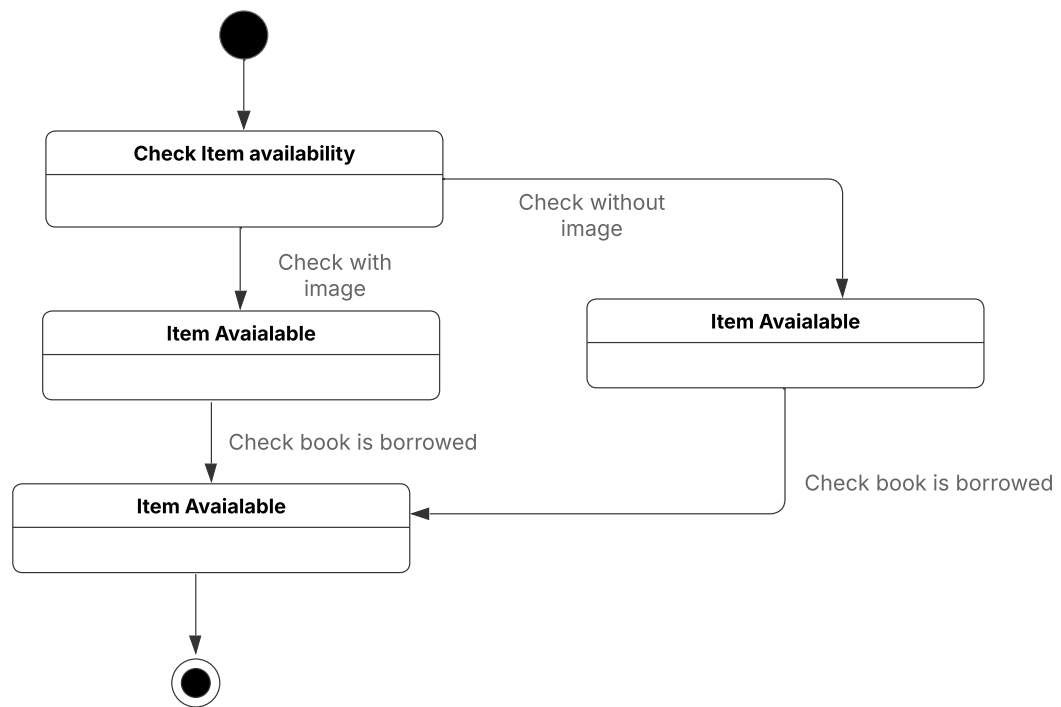 Check Item availability
Check without
image
Check with
image
Item Avaialable
Item Avaialable
Check book is borrowed
Check book is borrowed
Item Avaialable